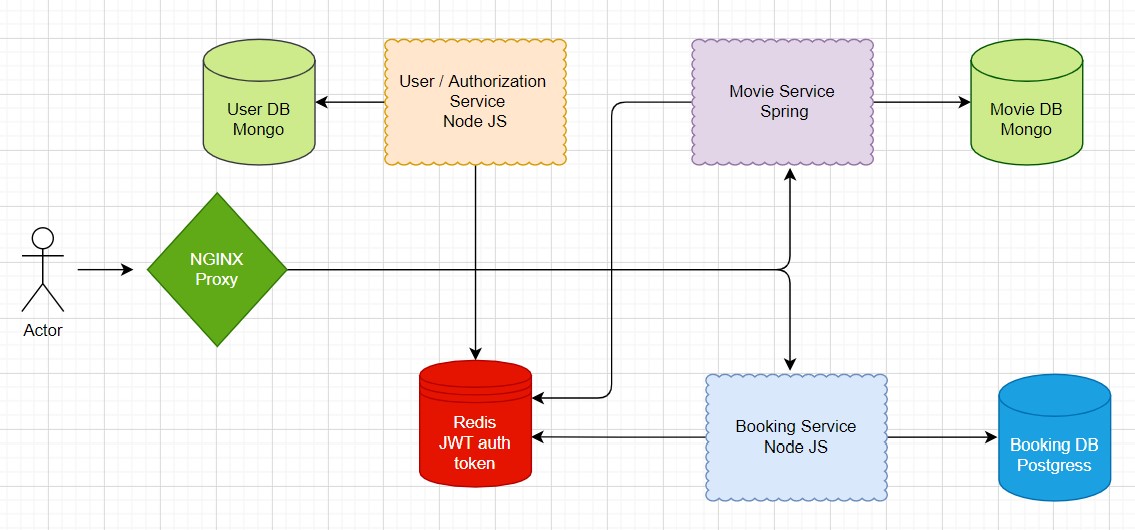 User DB
Mongo
User / Authorization
Service
Node JS
Movie Service
Spring
Movie DB
Mongo
NGINX
Proxy
Actor
Redis
JWT auth
token
Booking Service
Node JS
Booking DB
Postgress